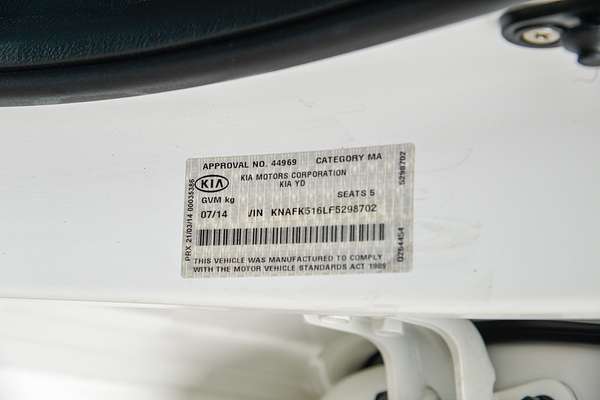 APPROVAL NO. 44969 CATEGORY MA
KIA KIA MOTORS CORPORATION
KIA YD
GVM kg SEATS 5
07/14 VIN KNAFK516LF5298702
THIS VEHICLE WAS MANUFACTURED TO COMPLY
WITH THE MOTOR VEHICLE STANDARDS ACT 1989
PRX 21/03/14 00035386
5298702
D264454